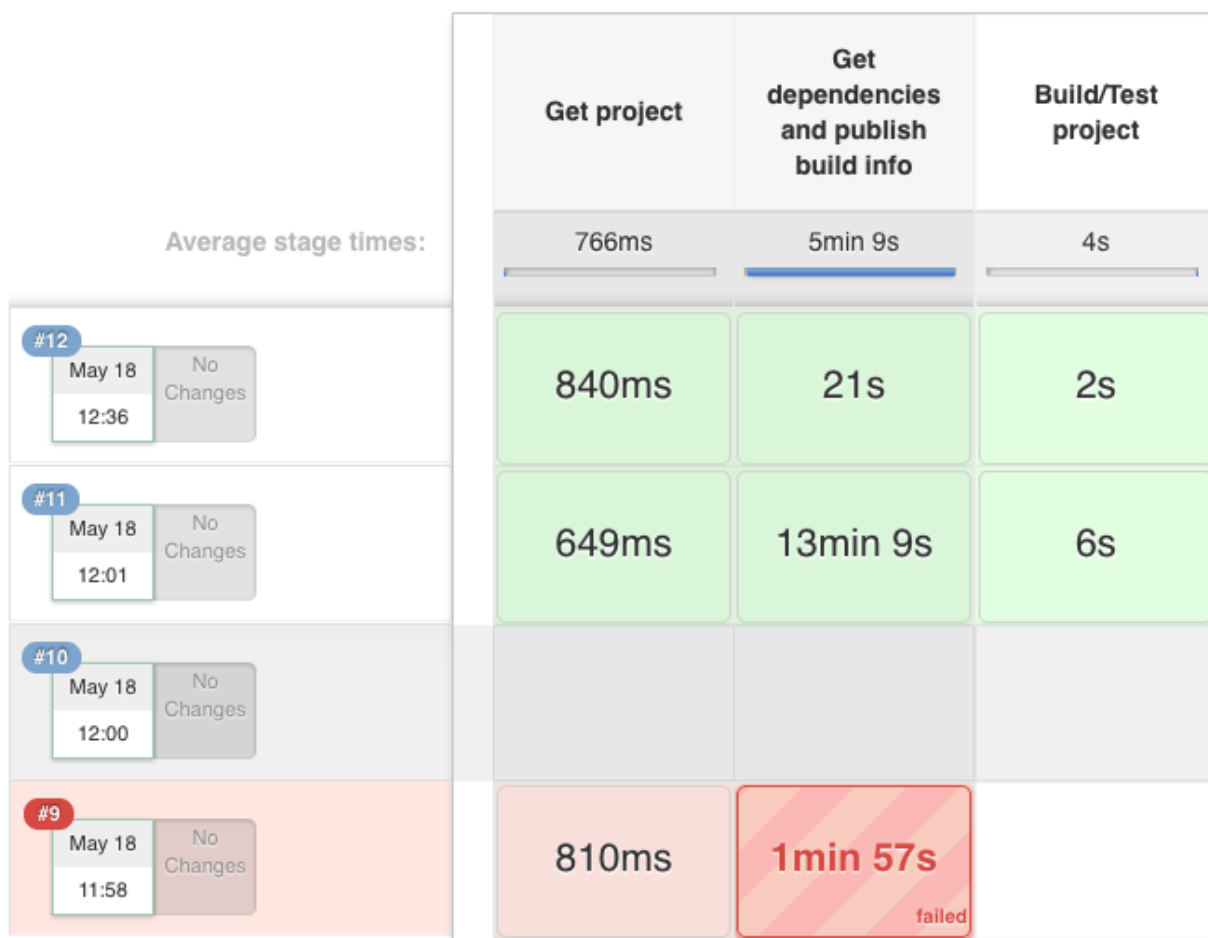 Get project
Get
dependencies
and publish
build info
Build/Test
project
Average stage times:
766ms
5min 9s
4s
#12
May 18
12:36
No
Changes
840ms
21s
2s
#11
May 18
12:01
No
Changes
649ms
13min 9s
6s
#10
May 18
12:00
No
Changes
#9
May 18
11:58
No
Changes
810ms
1min 57s
failed